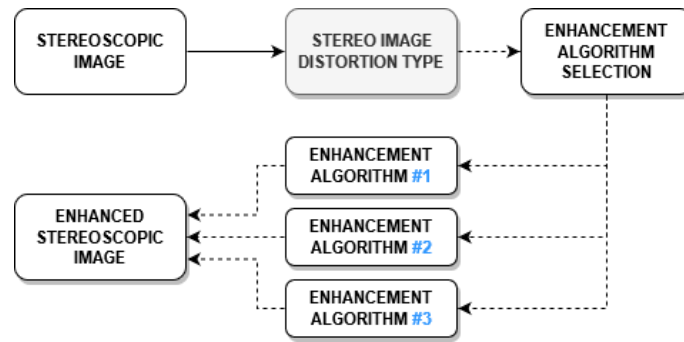 STEREOSCOPIC
IMAGE
STEREO IMAGE
DISTORTION TYPE
ENHANCEMENT
ALGORITHM
SELECTION
ENHANCEMENT
ALGORITHM #1
ENHANCED
STEREOSCOPIC
IMAGE
ENHANCEMENT
ALGORITHM #2
ENHANCEMENT
ALGORITHM #3